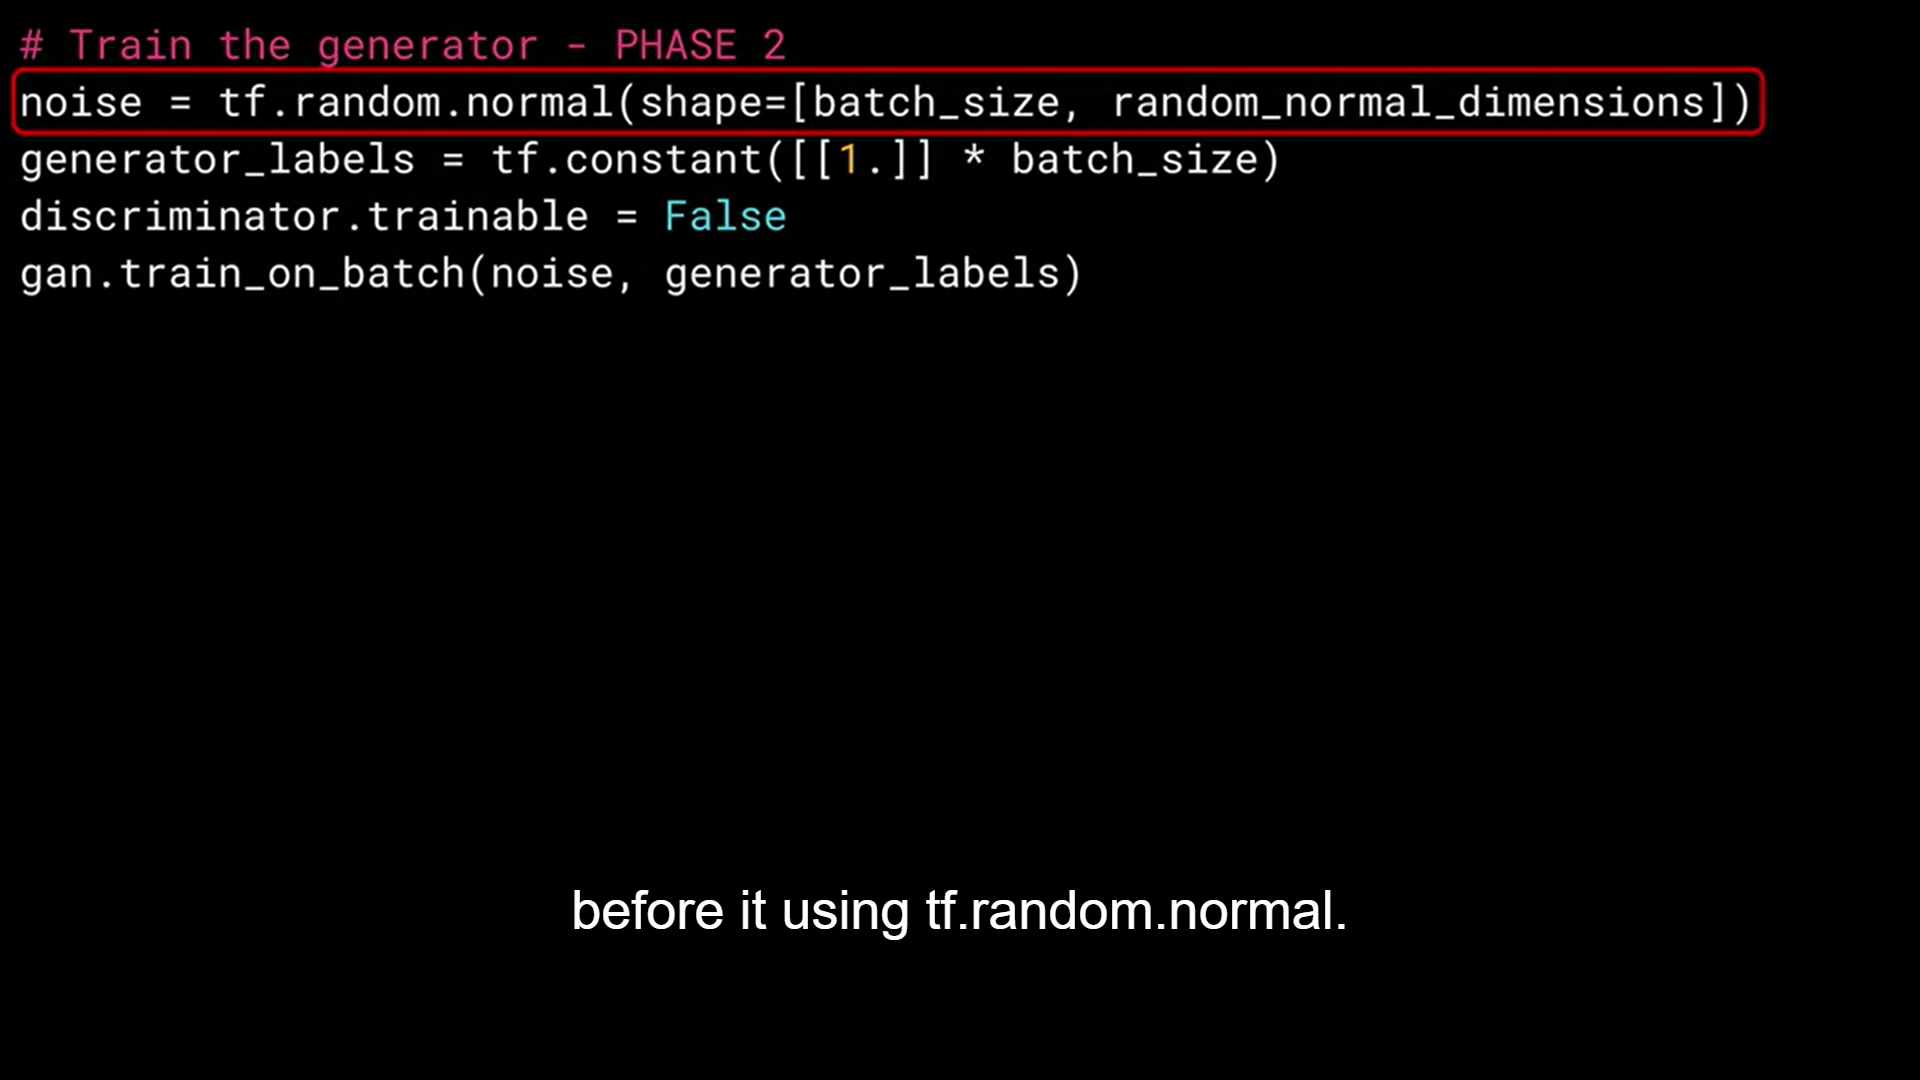 # Train the generator - PHASE 2
noise = tf.random.normal(shape=[batch_size, random_normal_dimensions])
generator_labels = tf.constant([[1.]] * batch_size)
discriminator.trainable = False
gan.train_on_batch(noise, generator_labels)
before it using tf.random.normal.